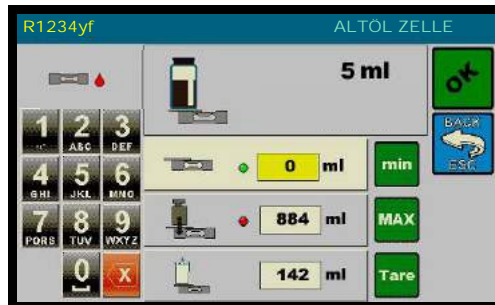 R1234yf ALTÖL ZELLE
5 ml
OK
1 2 3
ABC DEF
BACK
ESC
4 5 6
GHI JKL MNO
0 ml min
7 8 9
PQRS TUV WXYZ
884 ml MAX
0 X
142 ml Tare